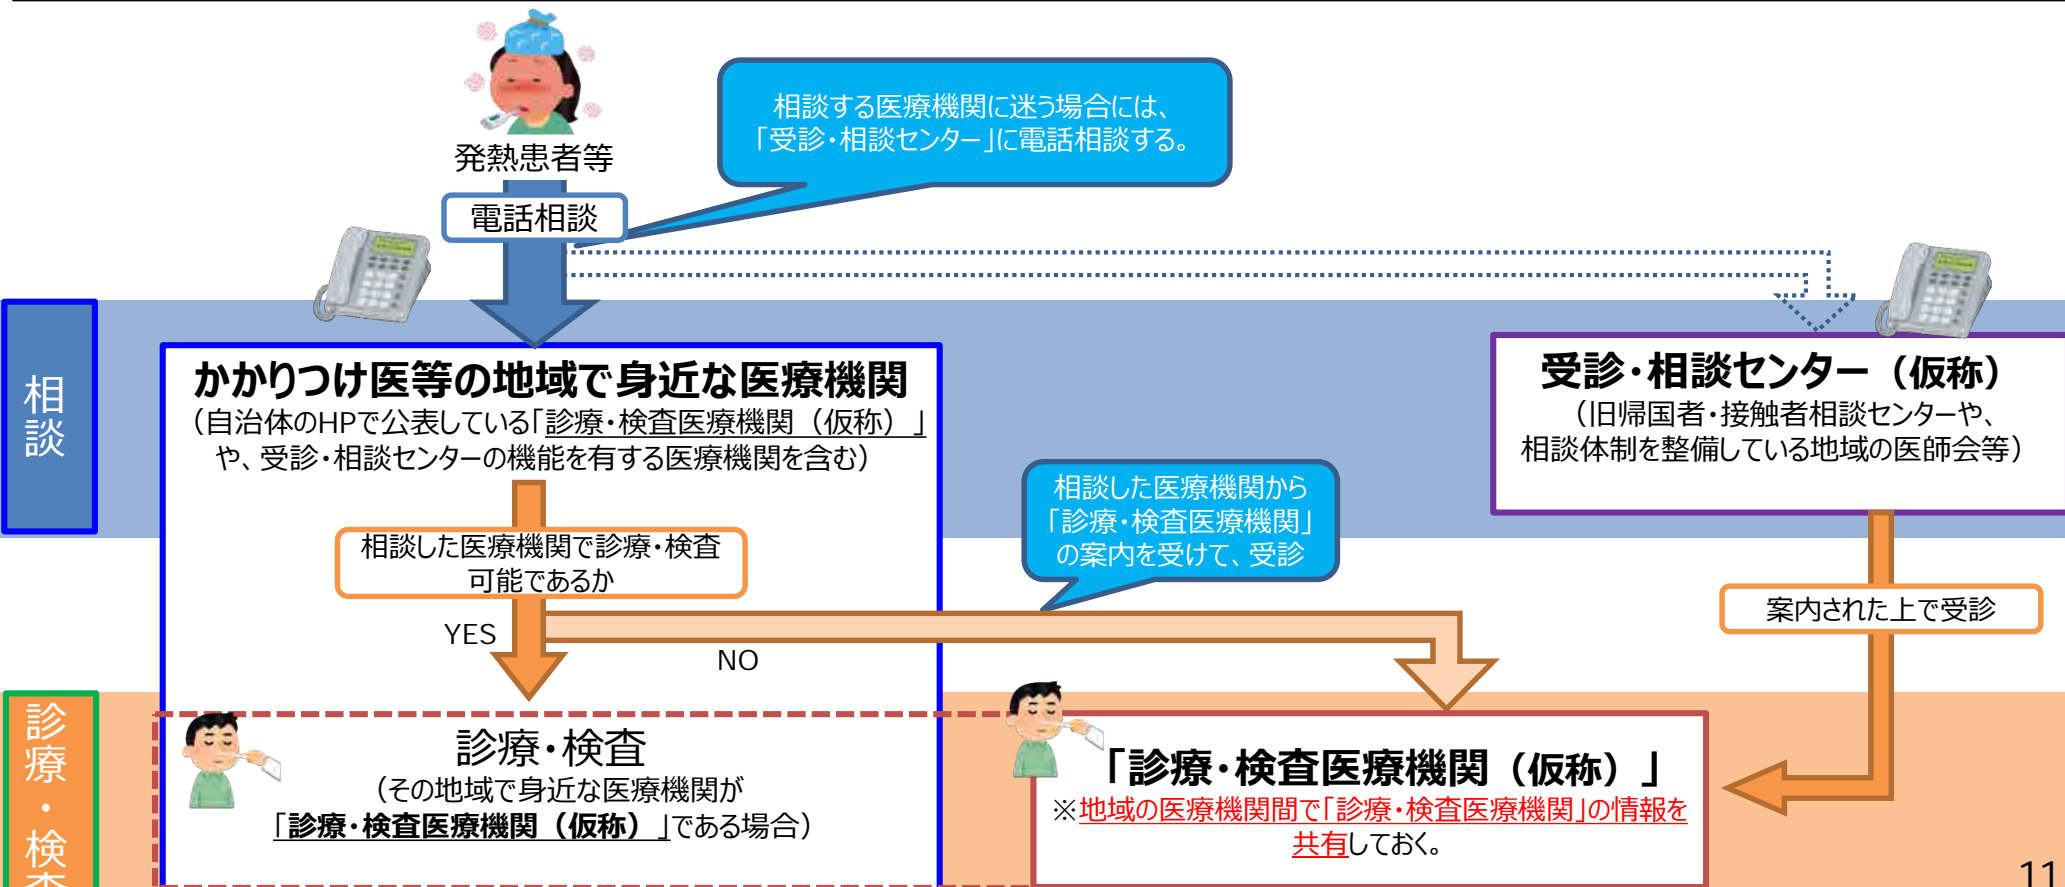 発熱患者等
相談する医療機関に迷う場合には、
「受診・相談センター」に電話相談する。
電話相談
相談
かかりつけ医等の地域で身近な医療機関
（自治体のHPで公表している「診療・検査医療機関（仮称）」
や、受診・相談センターの機能を有する医療機関を含む）
受診・相談センター（仮称）
（旧帰国者・接触者相談センターや、
相談体制を整備している地域の医師会等）
相談した医療機関から
「診療・検査医療機関」
の案内を受けて、受診
相談した医療機関で診療・検査
可能であるか
案内された上で受診
YES
NO
診療・検査
診療・検査
（その地域で身近な医療機関が
「診療・検査医療機関（仮称）」である場合）
「診療・検査医療機関（仮称）」
※地域の医療機関間で「診療・検査医療機関」の情報を
共有しておく。
11